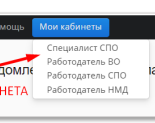 мощь Мои кабинеты
Специалист СПО
Работодатель ВО
Работодатель СПО
Работодатель НМД
домле
НЕТА